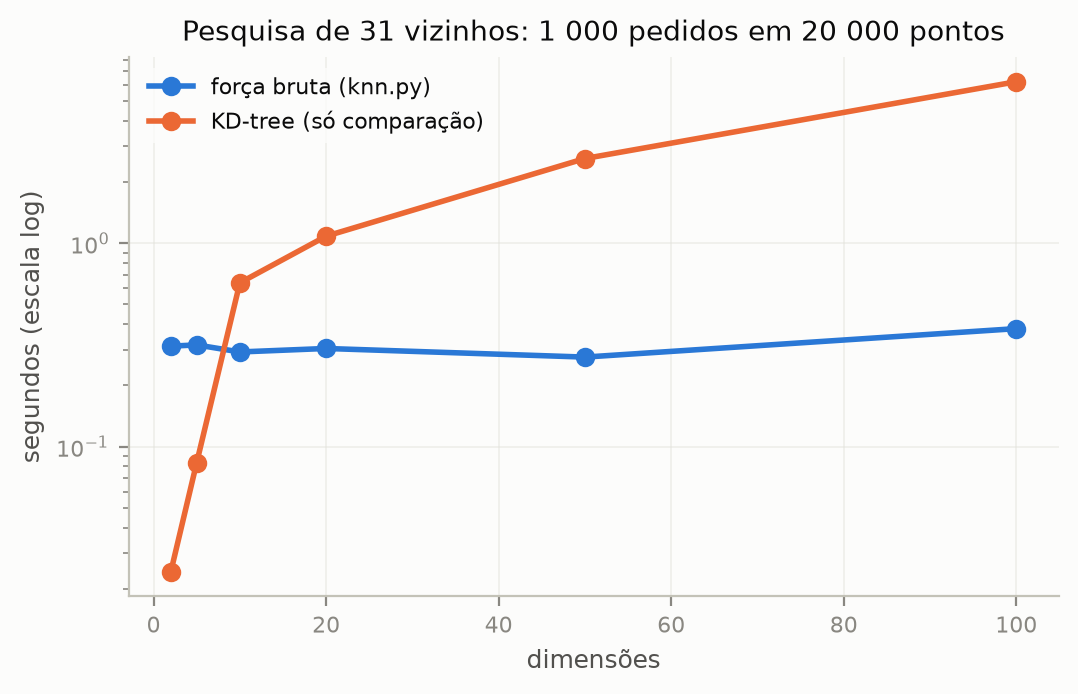 Pesquisa de 31 vizinhos: 1 000 pedidos em 20 000 pontos
força bruta (knn.py)
KD-tree (só comparação)
segundos (escala log)
10⁰
10⁻¹
0 20 40 60 80 100
dimensões